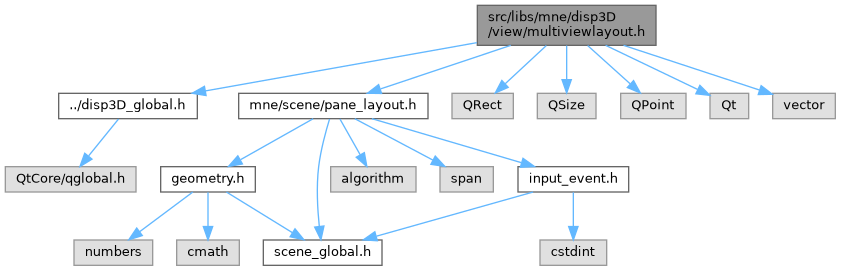 src/libs/mne/disp3D
/view/multiviewlayout.h
../disp3D_global.h
mne/scene/pane_layout.h
QRect
QSize
QPoint
Qt
vector
QtCore/qglobal.h
geometry.h
algorithm
span
input_event.h
numbers
cmath
scene_global.h
cstdint